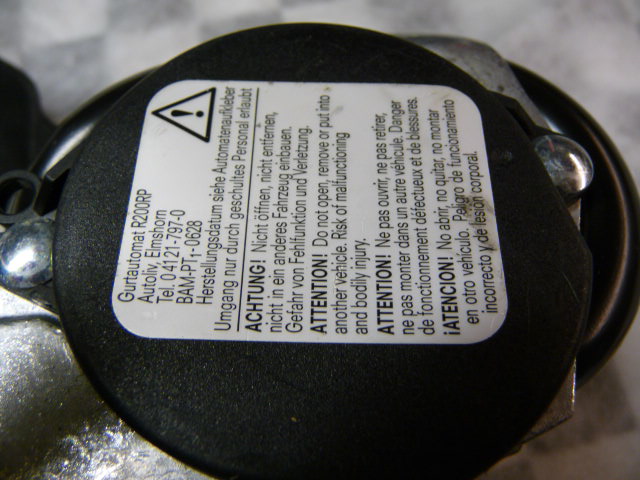 Gurtautomat R200RP
Autoliv, Elmshorn
Tel. 0 4121-797-0
BAM-PT1-0628
Herstellungsdatum siehe Automatenaufkleber
Umgang nur durch geschultes Personal erlaubt
ACHTUNG! Nicht öffnen, nicht entfernen,
nicht in ein anderes Fahrzeug einbauen.
Gefahr von Fehlfunktion und Verletzung.
ATTENTION! Do not open, remove or put into
another vehicle. Risk of malfunctioning
and bodily injury.
ATTENTION! Ne pas ouvrir, ne pas retirer,
ne pas monter dans un autre véhicule. Danger
de fonctionnement défectueux et de blessures.
¡ATENCION! No abrir, no quitar, no montar
en otro vehículo. Peligro de funcionamiento
incorrecto y de lesión corporal.